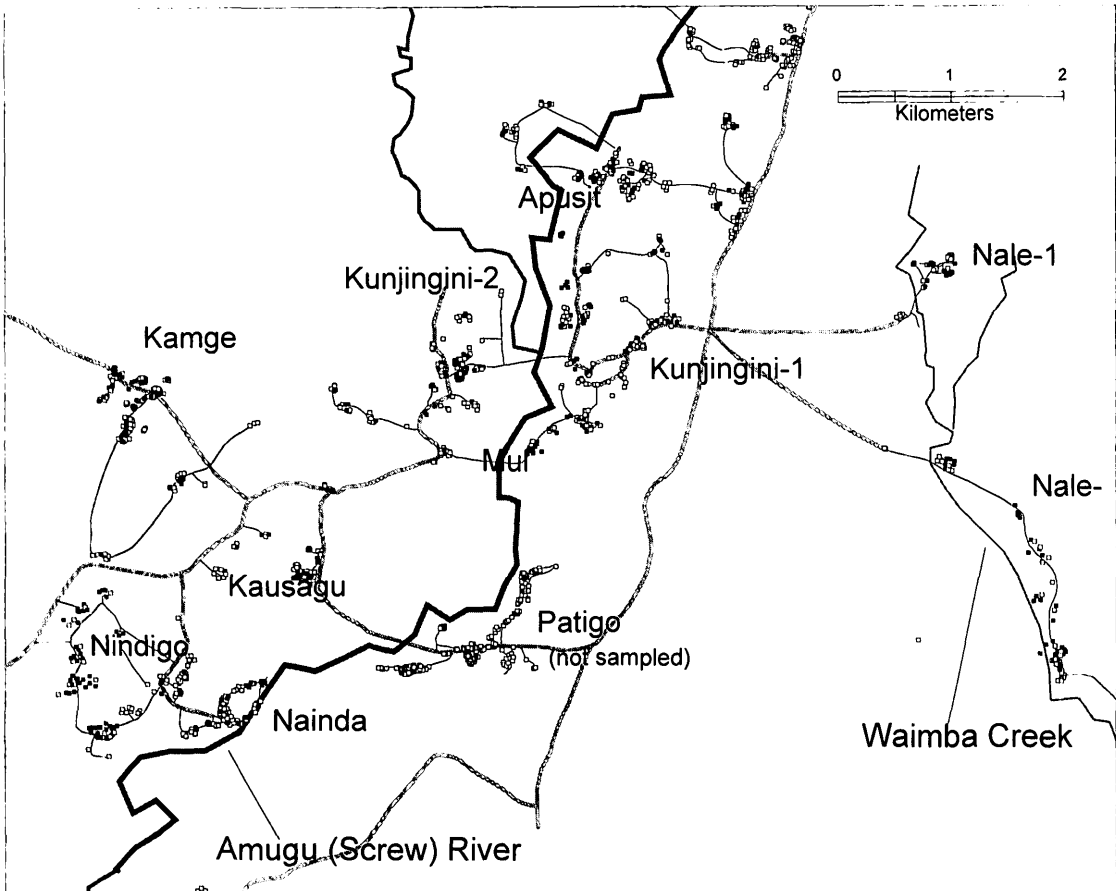 0 1 2
Kilometers
Apusit
Nale-1
Kunjingini-2
Kamge
Kunjingini-1
Mul
Nale-
Kausagu
Patigo
(not sampled)
Nindigo
Nainda
Waimba Creek
Amugu (Screw) River